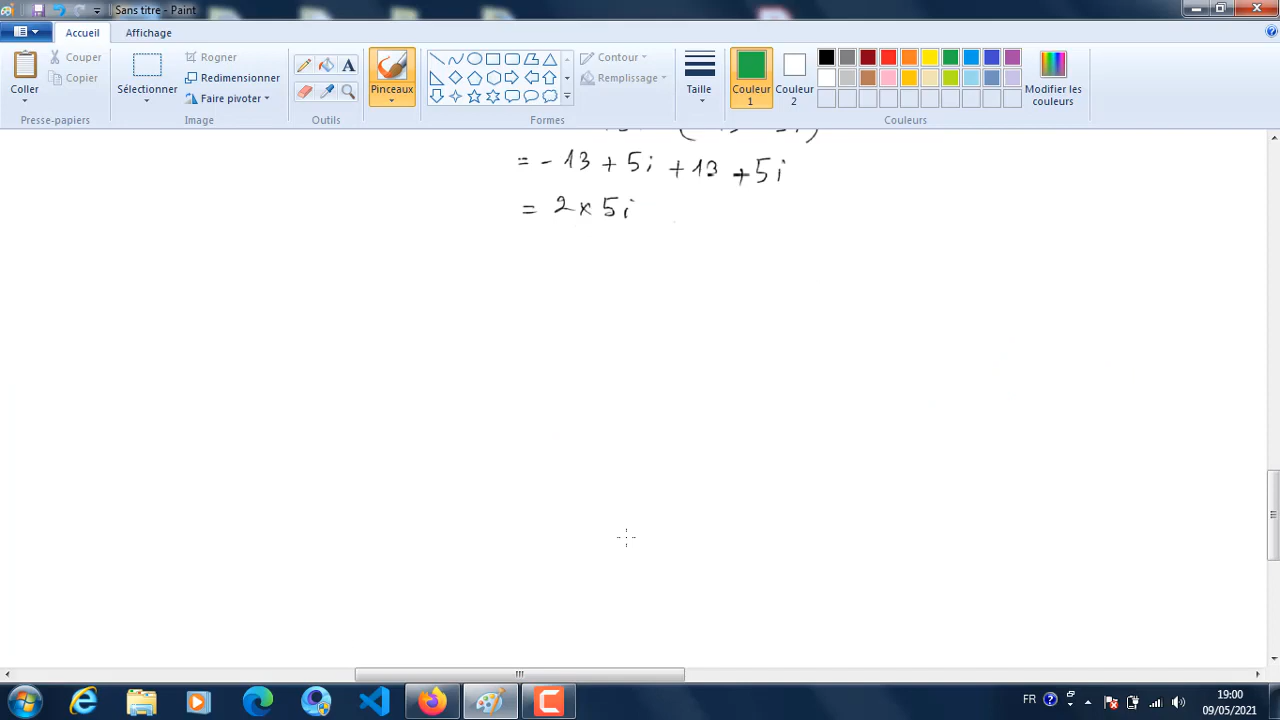 Sans titre - Paint
Accueil
Affichage
Coller
Couper
Copier
Presse-papiers
Sélectionner
Rogner
Redimensionner
Faire pivoter
Image
A
Outils
Pinceaux
Formes
Contour
Remplissage
Taille
Couleur
1
Couleur
2
Modifier les
couleurs
Couleurs
= - 13 + 5i + 13 + 5i
= 2 × 5i
FR
19:00
09/05/2021